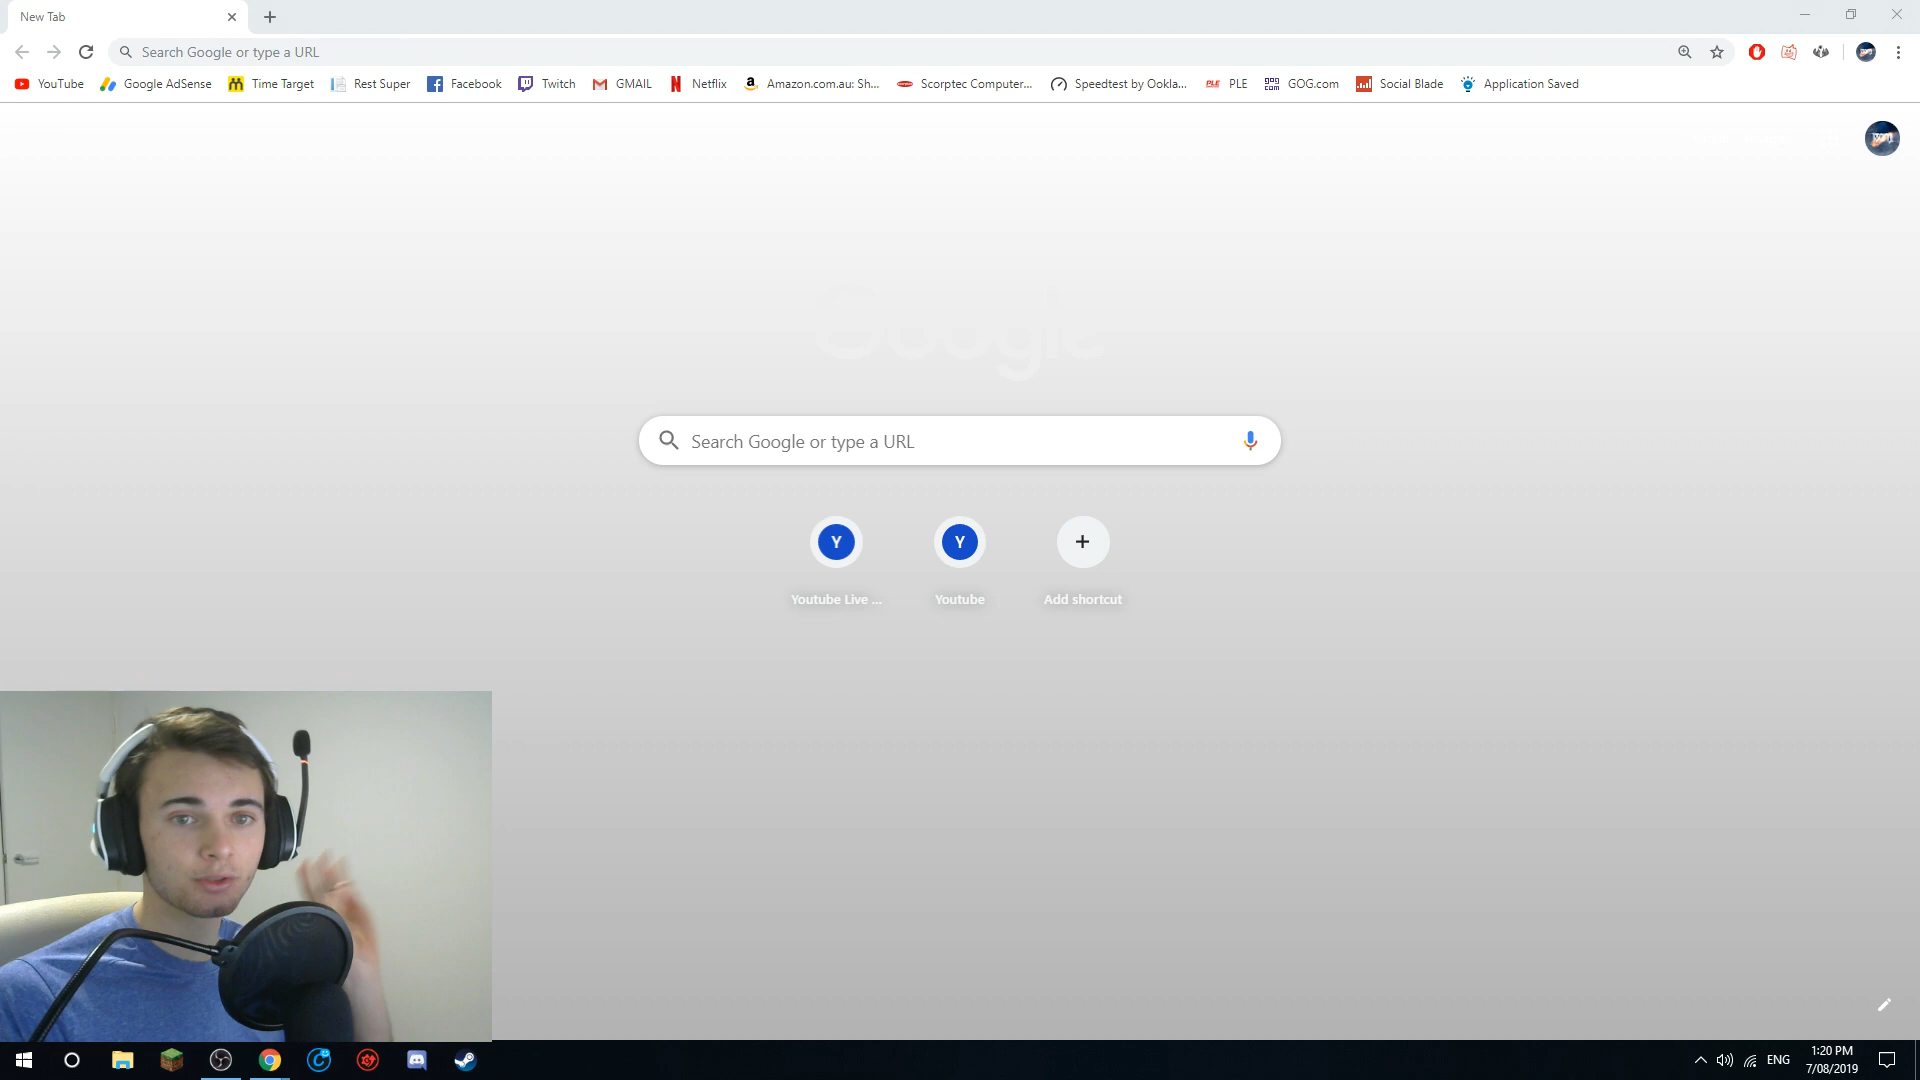 New Tab
Search Google or type a URL
YouTube Google AdSense Time Target Rest Super Facebook Twitch GMAIL Netflix Amazon.com.au: Sh... Scorptec Computer... Speedtest by Ookla... PLE PLE GOG.com Social Blade Application Saved
Google
Search Google or type a URL
Y Y
Youtube Live ... Youtube Add shortcut
ENG
1:20 PM
7/08/2019